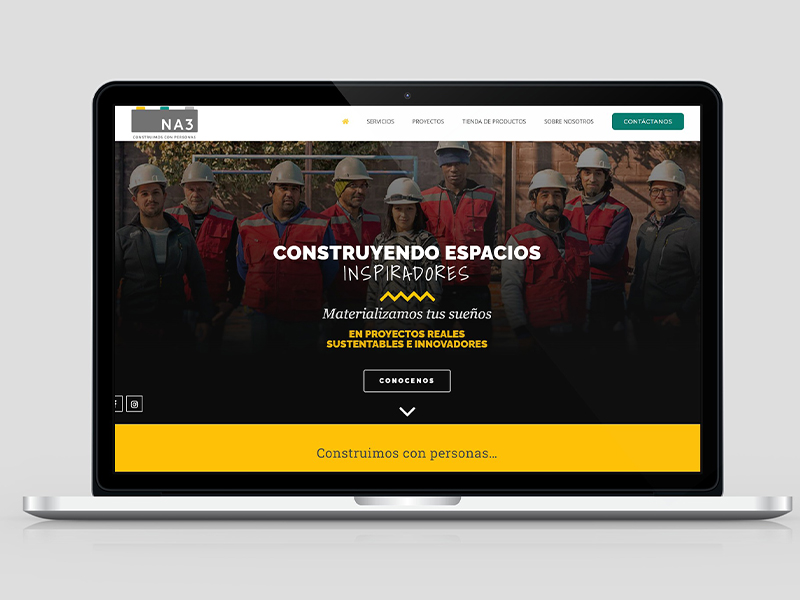 NA3
CONSTRUIMOS CON PERSONAS
SERVICIOS
PROYECTOS
TIENDA DE PRODUCTOS
SOBRE NOSOTROS
CONTÁCTANOS
CONSTRUYENDO ESPACIOS
INSPIRADORES
Materializamos tus sueños
EN PROYECTOS REALES
SUSTENTABLES E INNOVADORES
CONOCENOS
Construimos con personas...